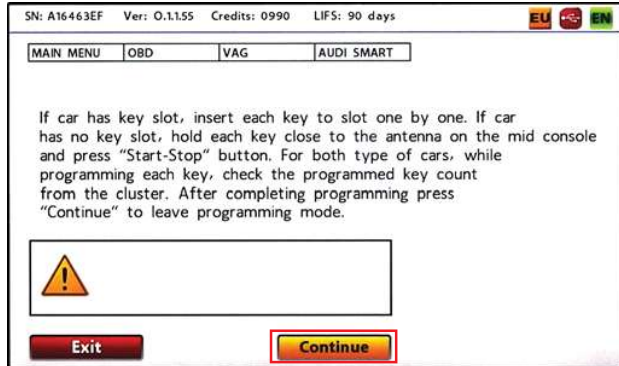 SN: A16463EF Ver: 0.1.1.55 Credits: 0990 LIFS: 90 days EU EN
MAIN MENU OBD VAG AUDI SMART
If car has key slot, insert each key to slot one by one. If car
has no key slot, hold each key close to the antenna on the mid console
and press "Start-Stop" button. For both type of cars, while
programming each key, check the programmed key count
from the cluster. After completing programming press
"Continue" to leave programming mode.
Exit Continue